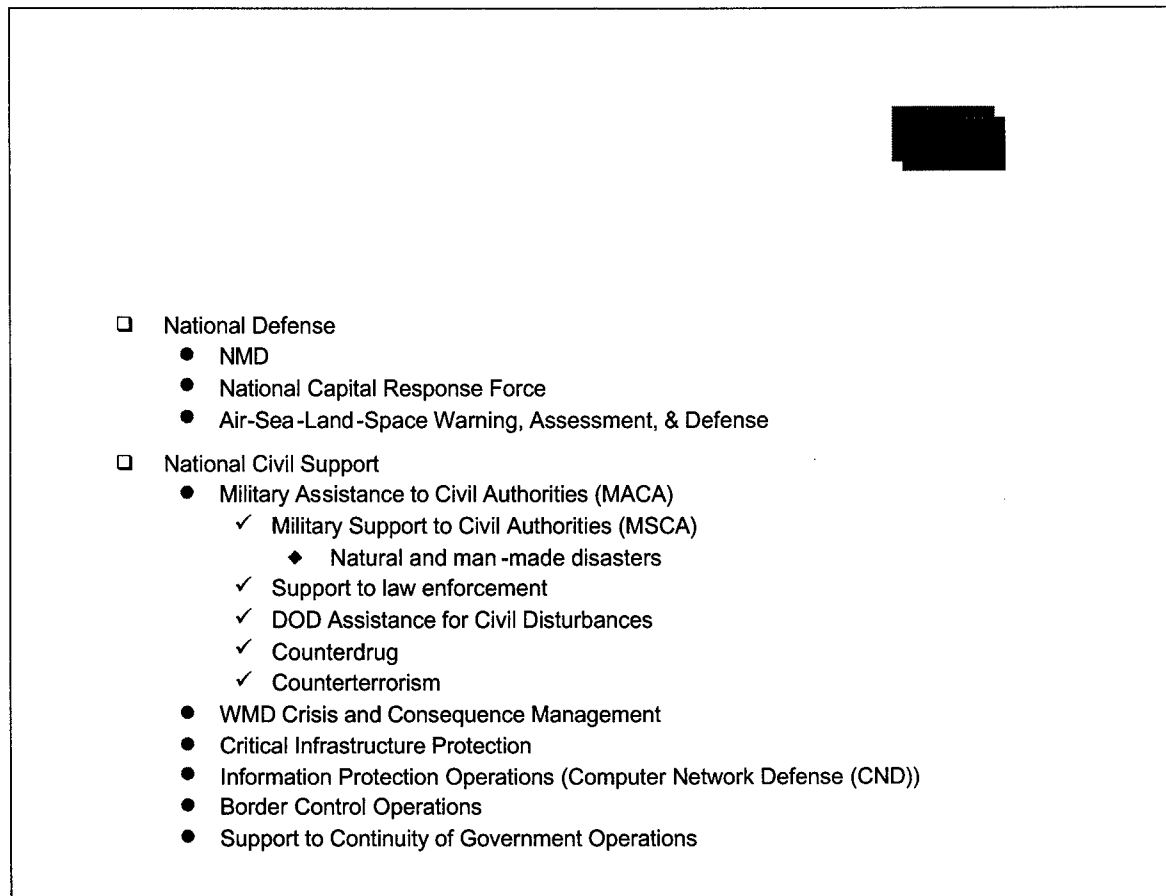 National Defense
NMD
National Capital Response Force
Air-Sea-Land-Space Warning, Assessment, & Defense
National Civil Support
Military Assistance to Civil Authorities (MACA)
Military Support to Civil Authorities (MSCA)
Natural and man-made disasters
Support to law enforcement
DOD Assistance for Civil Disturbances
Counterdrug
Counterterrorism
WMD Crisis and Consequence Management
Critical Infrastructure Protection
Information Protection Operations (Computer Network Defense (CND))
Border Control Operations
Support to Continuity of Government Operations